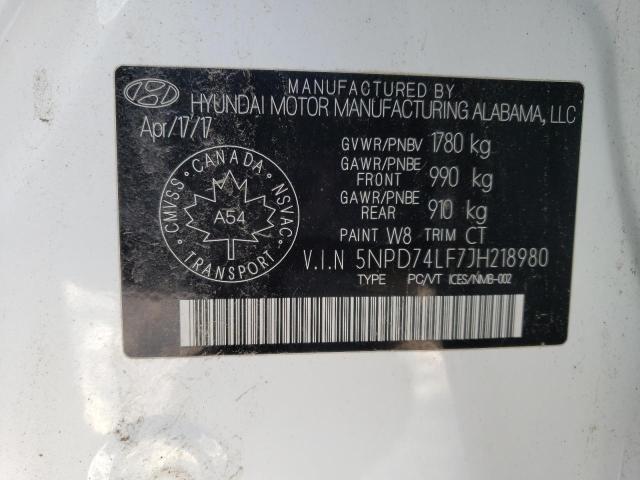 MANUFACTURED BY
HYUNDAI MOTOR MANUFACTURING ALABAMA, LLC
Apr/17/17
GVWR/PNBV 1780 kg
GAWR/PNBE FRONT 990 kg
GAWR/PNBE REAR 910 kg
PAINT W8 TRIM CT
V.I.N 5NPD74LF7JH218980
TYPE PC/VT ICES/NMB-002
CANADA
CMVSS
NSVAC
A54
TRANSPORT